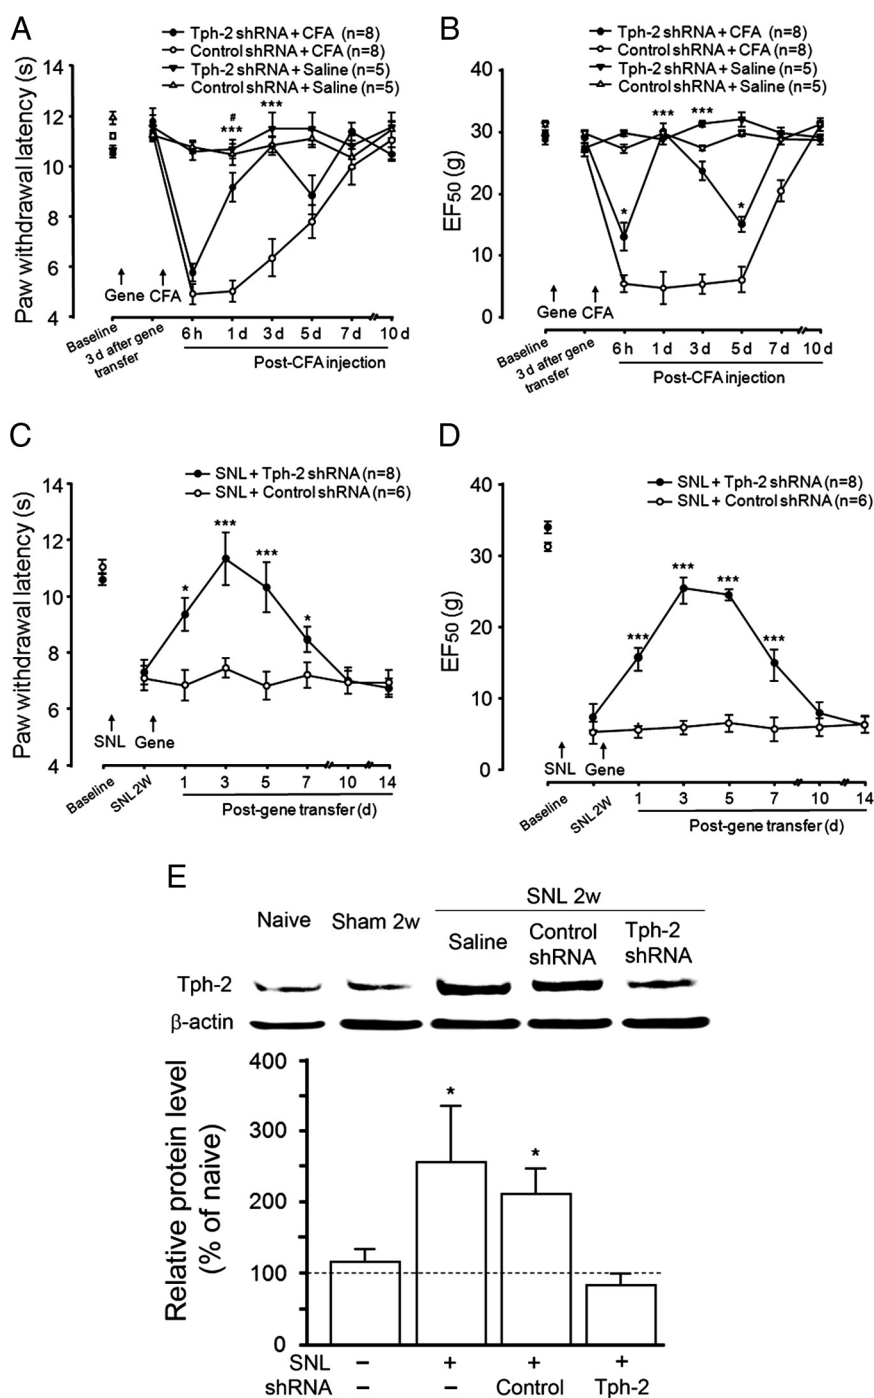 A
Tph-2 shRNA + CFA (n=8)
Control shRNA + CFA (n=8)
Tph-2 shRNA + Saline (n=5)
Control shRNA + Saline (n=5)
Paw withdrawal latency (s)
14
12
10
8
6
4
#
***
***
Gene
CFA
Baseline
3 d after gene
transfer
6 h
1 d
3 d
5 d
7 d
10 d
Post-CFA injection
B
Tph-2 shRNA + CFA (n=8)
Control shRNA + CFA (n=8)
Tph-2 shRNA + Saline (n=5)
Control shRNA + Saline (n=5)
EF50 (g)
40
30
20
10
0
***
***
*
*
Gene
CFA
Baseline
3 d after gene
transfer
6 h
1 d
3 d
5 d
7 d
10 d
Post-CFA injection
C
SNL + Tph-2 shRNA (n=8)
SNL + Control shRNA (n=6)
Paw withdrawal latency (s)
14
12
10
8
6
4
*
***
***
*
SNL
Gene
Baseline
SNL 2W
1
3
5
7
10
14
Post-gene transfer (d)
D
SNL + Tph-2 shRNA (n=8)
SNL + Control shRNA (n=6)
EF50 (g)
40
30
20
10
0
***
***
***
***
SNL
Gene
Baseline
SNL 2W
1
3
5
7
10
14
Post-gene transfer (d)
E
SNL 2w
Naive
Sham 2w
Saline
Control
shRNA
Tph-2
shRNA
Tph-2
β-actin
Relative protein level
(% of naive)
400
300
200
100
0
*
*
SNL – + + +
shRNA – – Control Tph-2